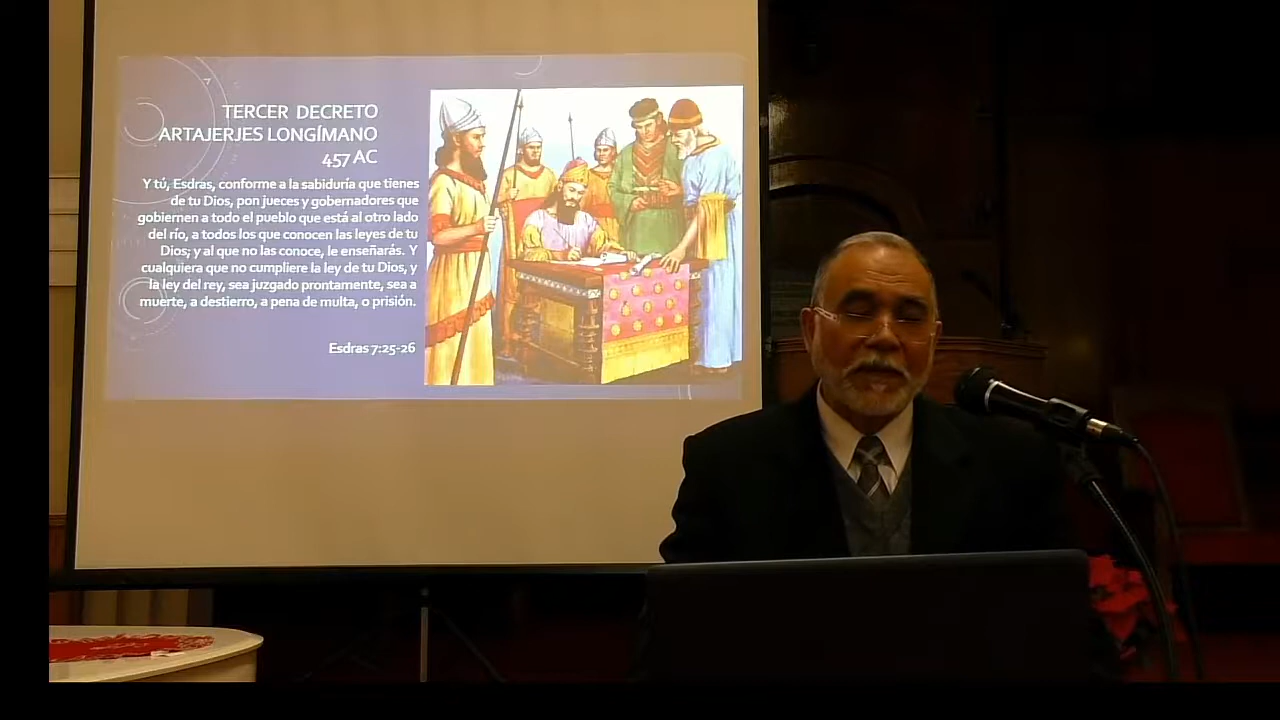 TERCER DECRETO
ARTAJERJES LONGÍMANO
457 AC
Y tú, Esdras, conforme a la sabiduría que tienes
de tu Dios, pon jueces y gobernadores que
gobiernen a todo el pueblo que está al otro lado
del río, a todos los que conocen las leyes de tu
Dios; y al que no las conoce, le enseñarás. Y
cualquiera que no cumpliere la ley de tu Dios, y
la ley del rey, sea juzgado prontamente, sea a
muerte, a destierro, a pena de multa, o prisión.
Esdras 7:25-26